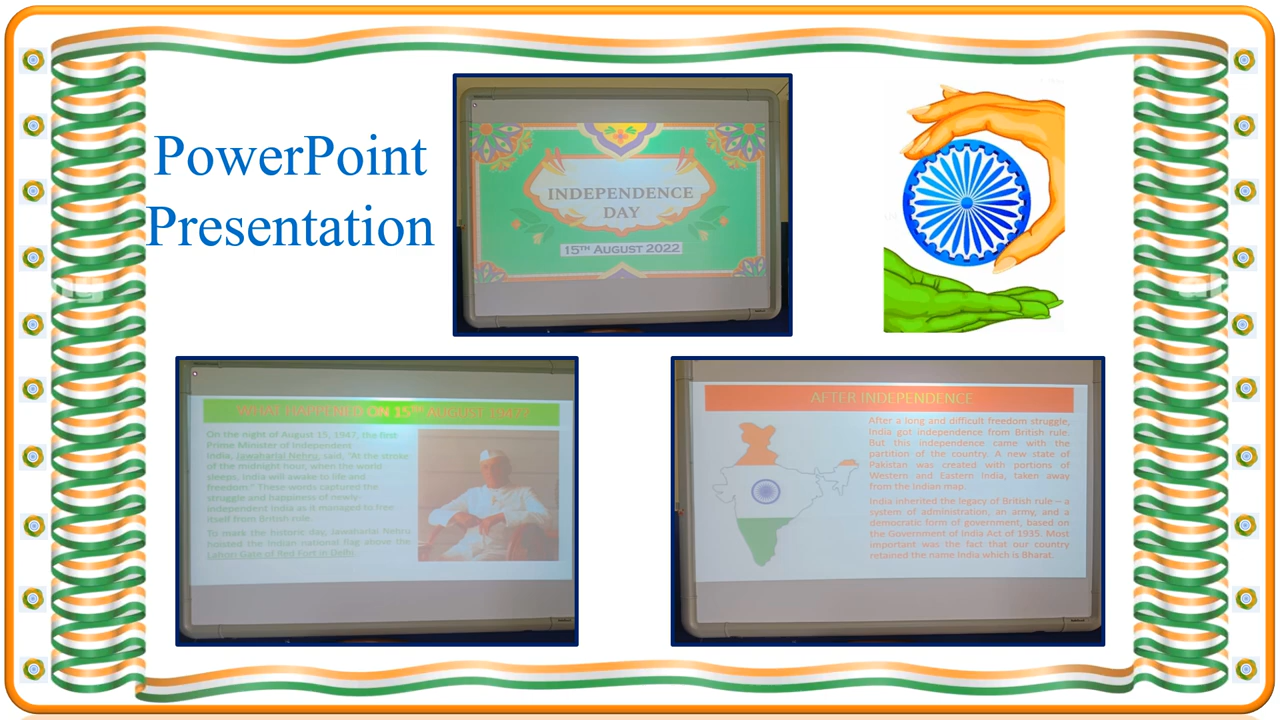 PowerPoint
Presentation
INDEPENDENCE
DAY
15TH AUGUST 2022
WHAT HAPPENED ON 15TH AUGUST 1947?
On the night of August 15, 1947, the first
Prime Minister of Independent
India, Jawaharlal Nehru, said, "At the stroke
of the midnight hour, when the world
sleeps, India will awake to life and
freedom." These words captured the
struggle and happiness of newly-
independent India as it managed to free
itself from British rule.
To mark the historic day, Jawaharlal Nehru
hoisted the Indian national flag above the
Lahori Gate of Red Fort in Delhi.
AFTER INDEPENDENCE
After a long and difficult freedom struggle,
India got independence from British rule.
But this independence came with the
partition of the country. A new state of
Pakistan was created with portions of
Western and Eastern India, taken away
from the Indian map.
India inherited the legacy of British rule – a
system of administration, an army, and a
democratic form of government, based on
the Government of India Act of 1935. Most
important was the fact that our country
retained the name India which is Bharat.